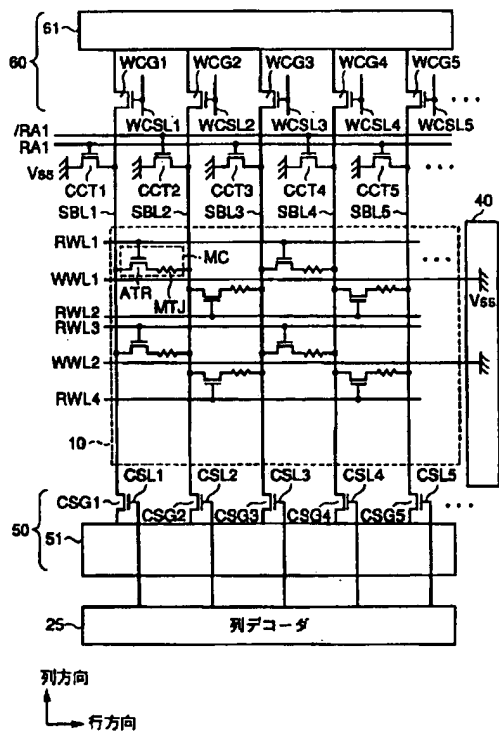 61
60
WCG1 WCG2 WCG3 WCG4 WCG5
WCSL1 WCSL2 WCSL3 WCSL4 WCSL5
/RA1
RA1
Vss
CCT1 CCT2 CCT3 CCT4 CCT5
40
SBL1 SBL2 SBL3 SBL4 SBL5
RWL1
MC
WWL1
ATR MTJ
Vss
RWL2
RWL3
WWL2
RWL4
10
CSL1 CSL2 CSL3 CSL4 CSL5
CSG1 CSG2 CSG3 CSG4 CSG5
50
51
25 列デコーダ
列方向
行方向